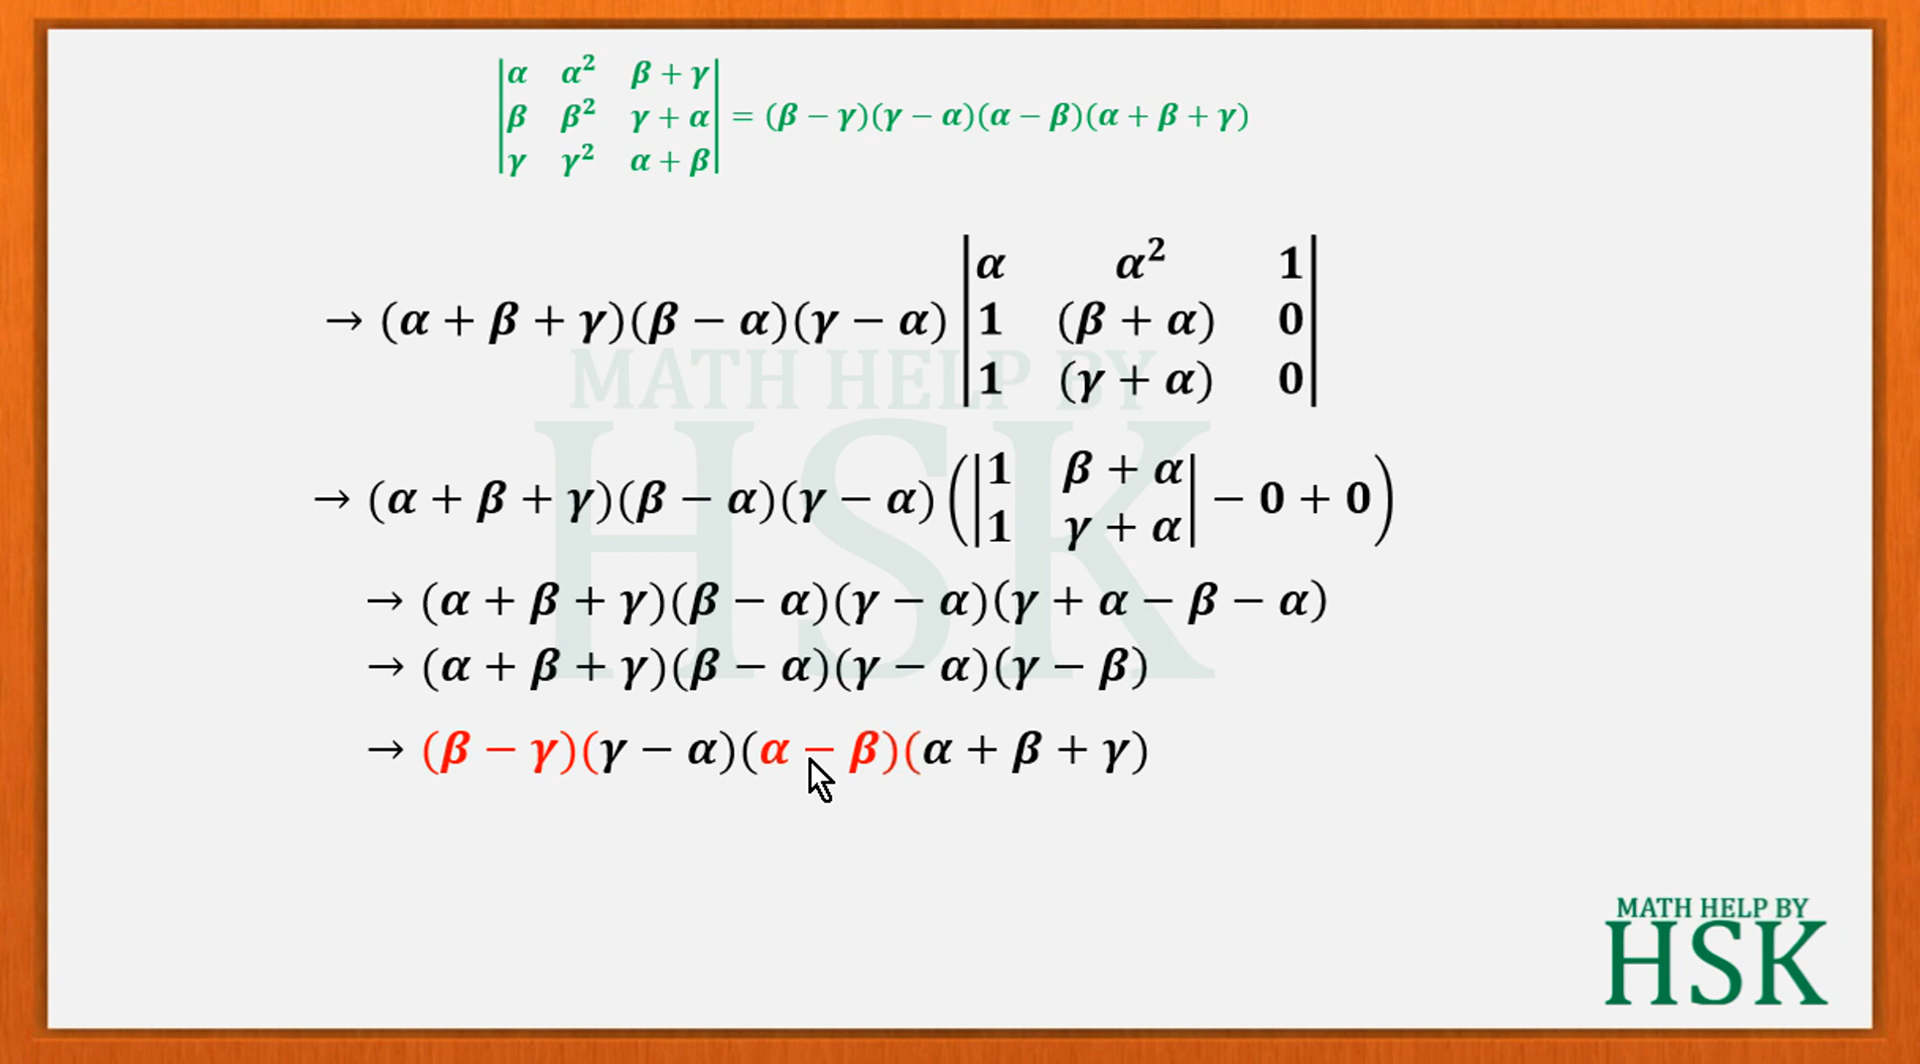 |α α² β + γ|
|β β² γ + α| = (β − γ)(γ − α)(α − β)(α + β + γ)
|γ γ² α + β|
|α α² 1|
→ (α + β + γ)(β − α)(γ − α) |1 (β + α) 0|
|1 (γ + α) 0|
MATH HELP BY
HSK
→ (α + β + γ)(β − α)(γ − α) (|1 β + α| − 0 + 0)
|1 γ + α|
→ (α + β + γ)(β − α)(γ − α)(γ + α − β − α)
→ (α + β + γ)(β − α)(γ − α)(γ − β)
→ (β − γ)(γ − α)(α − β)(α + β + γ)
MATH HELP BY
HSK